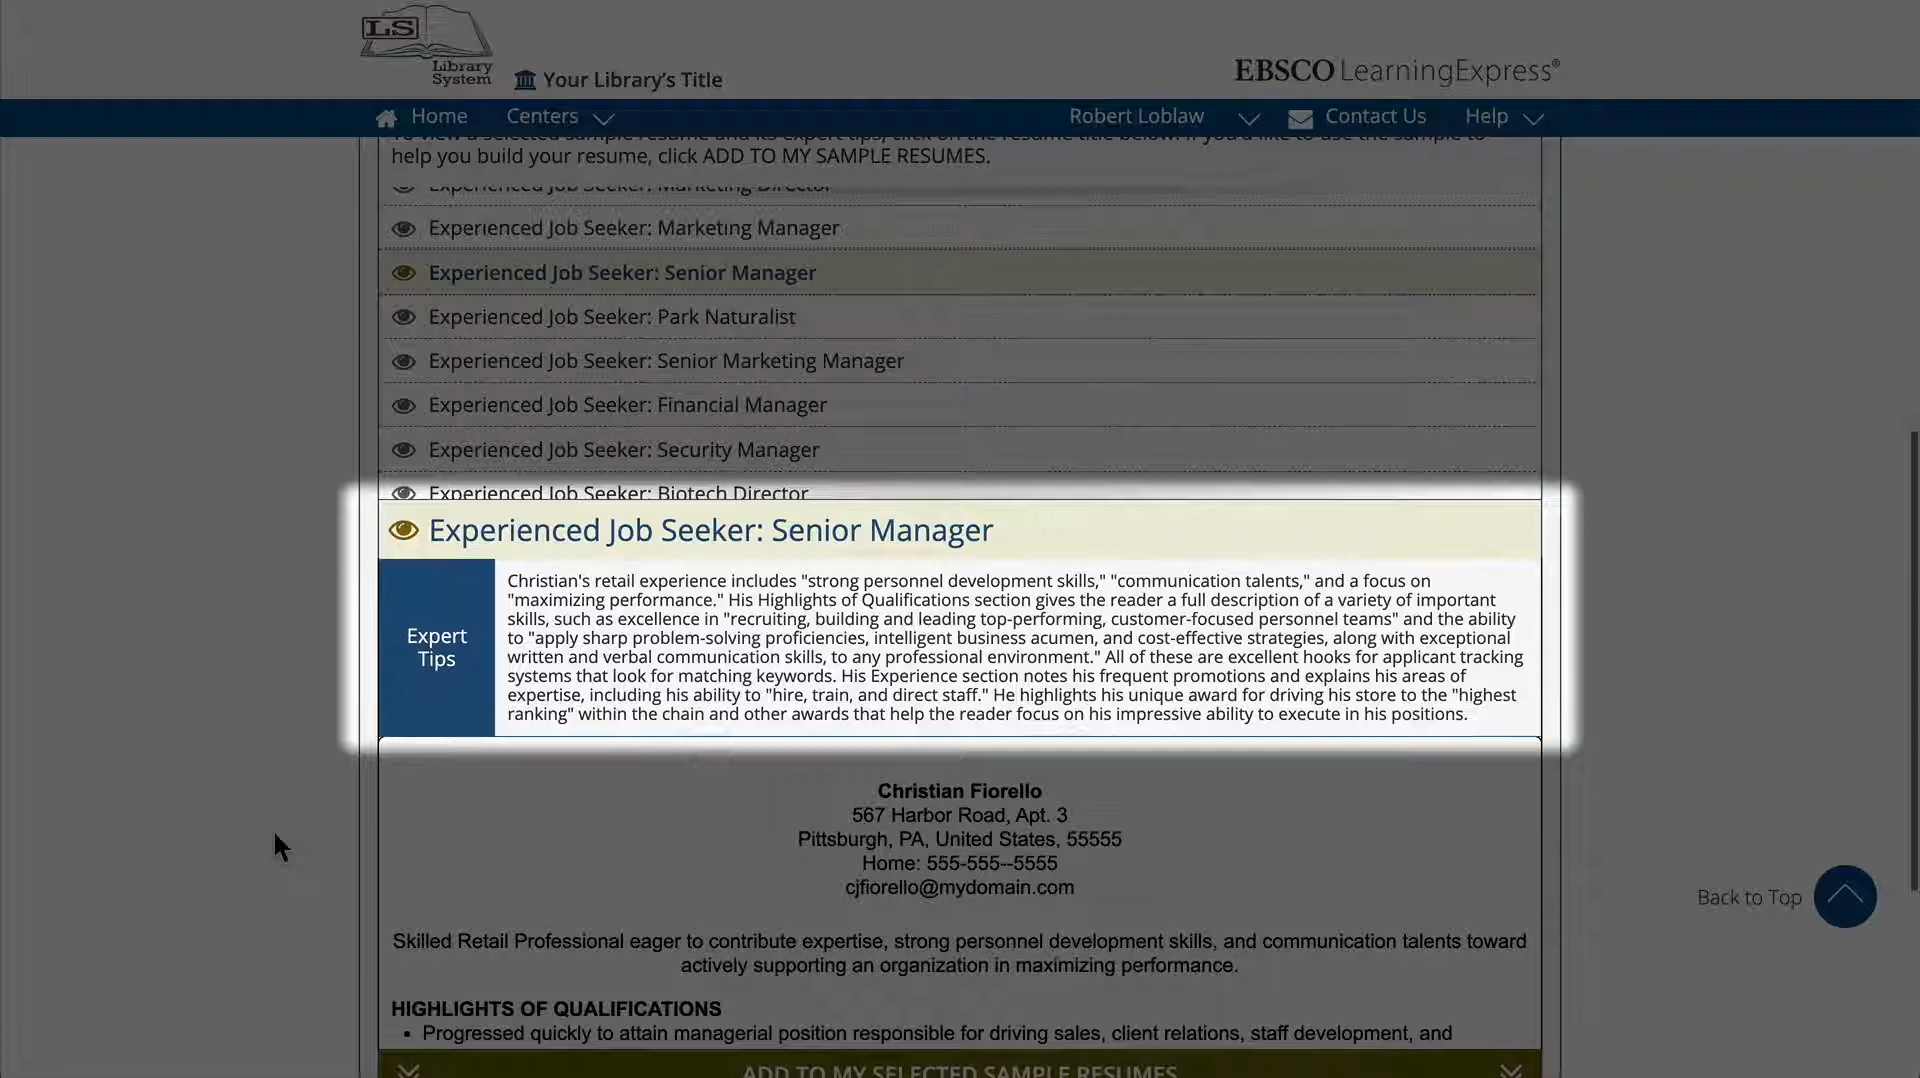 LS
Library
System
Your Library's Title
EBSCO LearningExpress®
Home
Centers
Robert Loblaw
Contact Us
Help
help you build your resume, click ADD TO MY SAMPLE RESUMES.
Experienced Job Seeker: Marketing Director
Experienced Job Seeker: Marketing Manager
Experienced Job Seeker: Senior Manager
Experienced Job Seeker: Park Naturalist
Experienced Job Seeker: Senior Marketing Manager
Experienced Job Seeker: Financial Manager
Experienced Job Seeker: Security Manager
Experienced Job Seeker: Biotech Director
Experienced Job Seeker: Senior Manager
Expert
Tips
Christian's retail experience includes "strong personnel development skills," "communication talents," and a focus on
"maximizing performance." His Highlights of Qualifications section gives the reader a full description of a variety of important
skills, such as excellence in "recruiting, building and leading top-performing, customer-focused personnel teams" and the ability
to "apply sharp problem-solving proficiencies, intelligent business acumen, and cost-effective strategies, along with exceptional
written and verbal communication skills, to any professional environment." All of these are excellent hooks for applicant tracking
systems that look for matching keywords. His Experience section notes his frequent promotions and explains his areas of
expertise, including his ability to "hire, train, and direct staff." He highlights his unique award for driving his store to the "highest
ranking" within the chain and other awards that help the reader focus on his impressive ability to execute in his positions.
Christian Fiorello
567 Harbor Road, Apt. 3
Pittsburgh, PA, United States, 55555
Home: 555-555--5555
cjfiorello@mydomain.com
Back to Top
Skilled Retail Professional eager to contribute expertise, strong personnel development skills, and communication talents toward
actively supporting an organization in maximizing performance.
HIGHLIGHTS OF QUALIFICATIONS
• Progressed quickly to attain managerial position responsible for driving sales, client relations, staff development, and
ADD TO MY SELECTED SAMPLE RESUMES